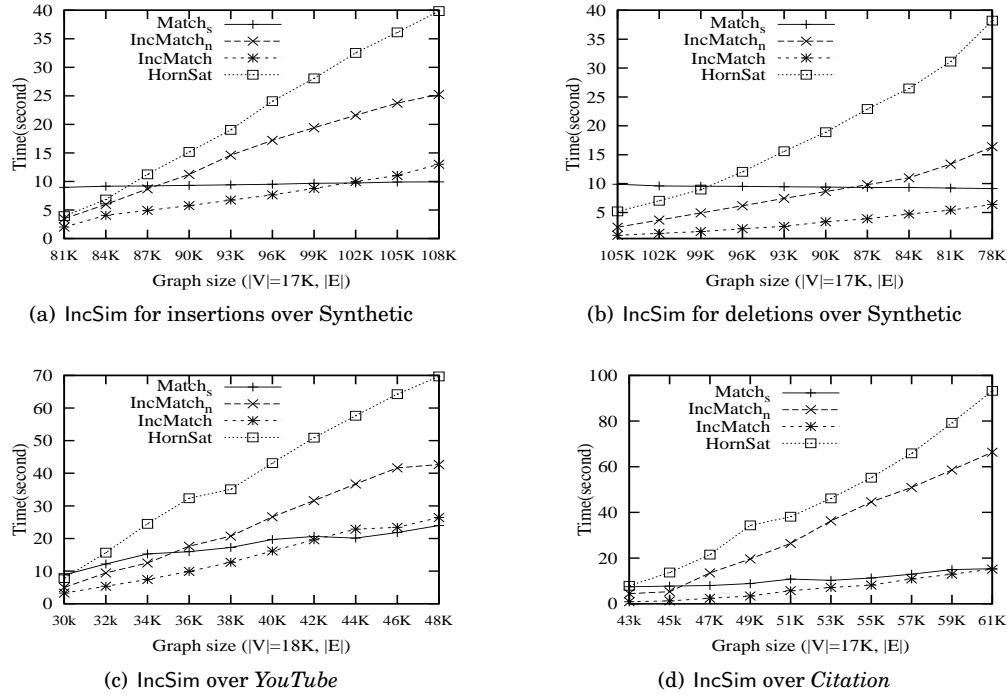 40
35
30
25
20
15
10
5
0
Time(second)
Match_s
IncMatch_n
IncMatch
HornSat
81K 84K 87K 90K 93K 96K 99K 102K 105K 108K
Graph size (|V|=17K, |E|)
(a) IncSim for insertions over Synthetic
40
35
30
25
20
15
10
5
Time(second)
Match_s
IncMatch_n
IncMatch
HornSat
105K 102K 99K 96K 93K 90K 87K 84K 81K 78K
Graph size (|V|=17K, |E|)
(b) IncSim for deletions over Synthetic
70
60
50
40
30
20
10
0
Time(second)
Match_s
IncMatch_n
IncMatch
HornSat
30k 32k 34K 36K 38K 40K 42K 44K 46K 48K
Graph size (|V|=18K, |E|)
(c) IncSim over YouTube
100
80
60
40
20
0
Time(second)
Match_s
IncMatch_n
IncMatch
HornSat
43k 45k 47K 49K 51K 53K 55K 57K 59K 61K
Graph size (|V|=17K, |E|)
(d) IncSim over Citation